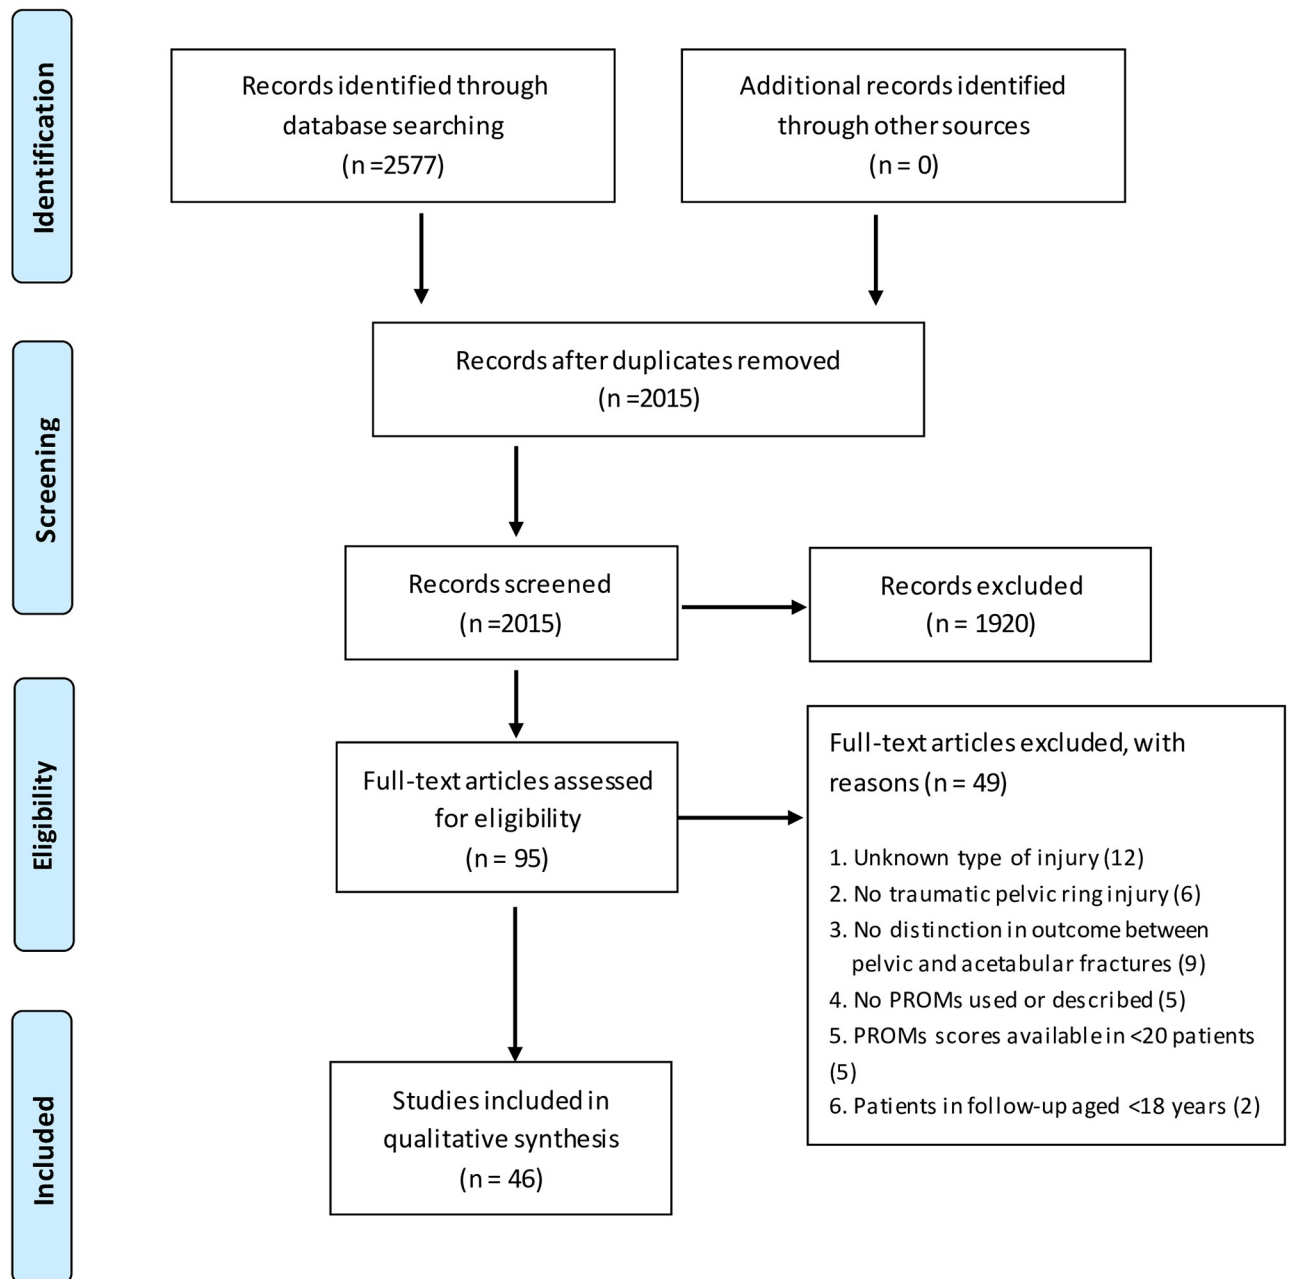 Identification
Records identified through
database searching
(n =2577)
Additional records identified
through other sources
(n = 0)
Records after duplicates removed
(n =2015)
Screening
Records screened
(n =2015)
Records excluded
(n = 1920)
Eligibility
Full-text articles assessed
for eligibility
(n = 95)
Full-text articles excluded, with
reasons (n = 49)
1. Unknown type of injury (12)
2. No traumatic pelvic ring injury (6)
3. No distinction in outcome between
pelvic and acetabular fractures (9)
4. No PROMs used or described (5)
5. PROMs scores available in <20 patients
(5)
6. Patients in follow-up aged <18 years (2)
Included
Studies included in
qualitative synthesis
(n = 46)